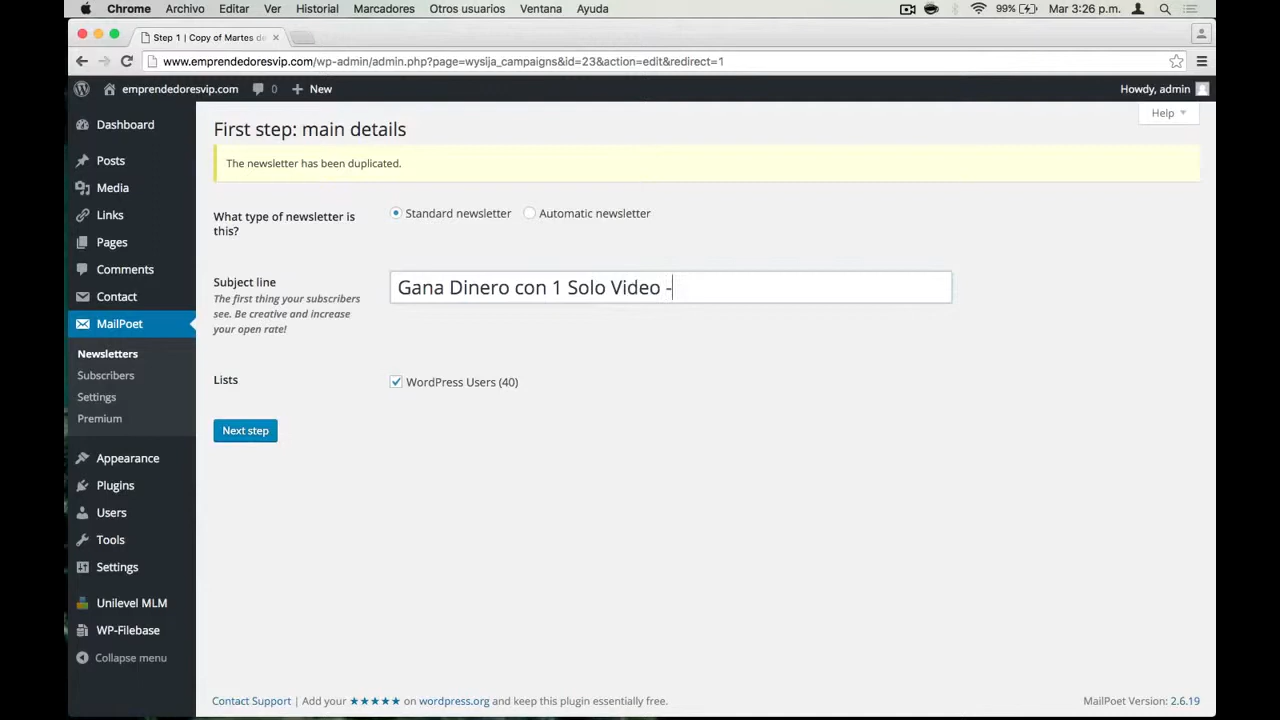 Chrome Archivo Editar Ver Historial Marcadores Otros usuarios Ventana Ayuda 99% Mar 3:26 p.m.
Step 1 | Copy of Martes de
www.emprendedoresvip.com/wp-admin/admin.php?page=wysija_campaigns&id=23&action=edit&redirect=1
emprendedoresvip.com 0 + New Howdy, admin
Help
Dashboard
Posts
Media
Links
Pages
Comments
Contact
MailPoet
Newsletters
Subscribers
Settings
Premium
Appearance
Plugins
Users
Tools
Settings
Unilevel MLM
WP-Filebase
Collapse menu
First step: main details
The newsletter has been duplicated.
What type of newsletter is
this?
Standard newsletter Automatic newsletter
Subject line
The first thing your subscribers
see. Be creative and increase
your open rate!
Gana Dinero con 1 Solo Video -
Lists
WordPress Users (40)
Next step
Contact Support | Add your ★★★★★ on wordpress.org and keep this plugin essentially free.
MailPoet Version: 2.6.19